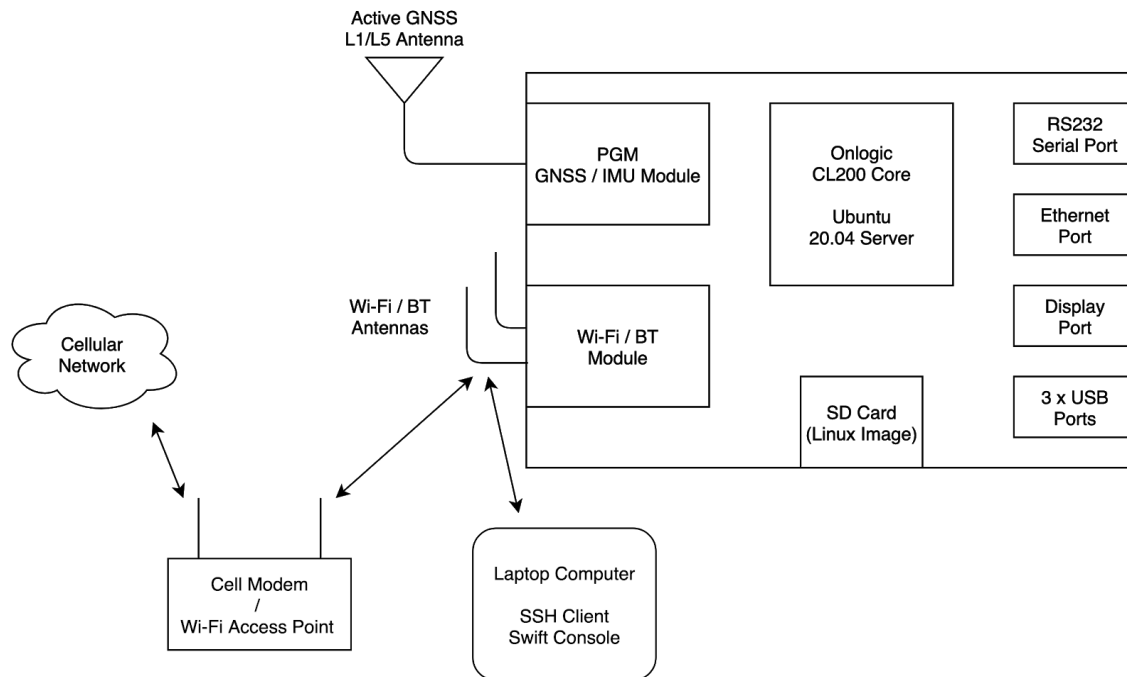 Active GNSS
L1/L5 Antenna
PGM
GNSS / IMU Module
Onlogic
CL200 Core
Ubuntu
20.04 Server
RS232
Serial Port
Ethernet
Port
Display
Port
3 x USB
Ports
Wi-Fi / BT
Antennas
Wi-Fi / BT
Module
SD Card
(Linux Image)
Cellular
Network
Cell Modem
/
Wi-Fi Access Point
Laptop Computer
SSH Client
Swift Console